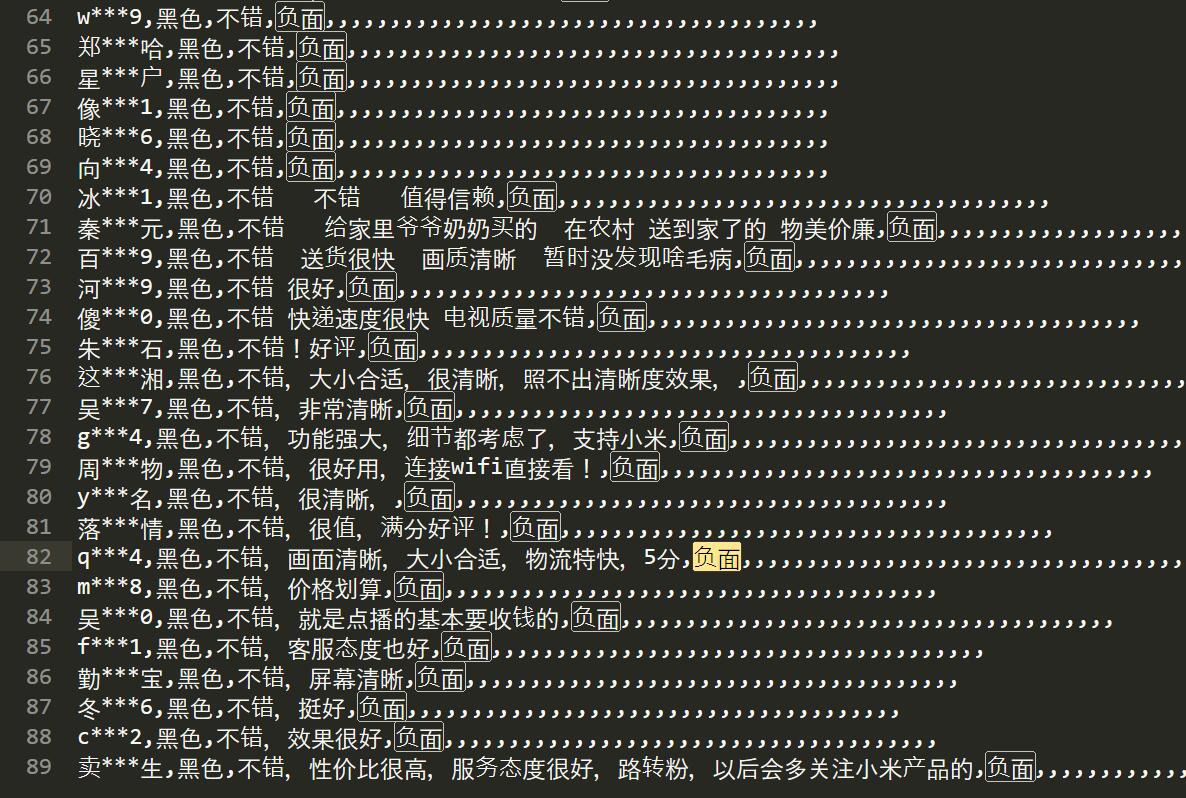 64 w***9,黑色,不错,负面,,,,,,,,,,,,,,,,,,,,,,,,,,,,,,,,,,,,,,
65 郑***哈,黑色,不错,负面,,,,,,,,,,,,,,,,,,,,,,,,,,,,,,,,,,,,,,
66 星***户,黑色,不错,负面,,,,,,,,,,,,,,,,,,,,,,,,,,,,,,,,,,,,,,
67 像***1,黑色,不错,负面,,,,,,,,,,,,,,,,,,,,,,,,,,,,,,,,,,,,,,
68 晓***6,黑色,不错,负面,,,,,,,,,,,,,,,,,,,,,,,,,,,,,,,,,,,,,,
69 向***4,黑色,不错,负面,,,,,,,,,,,,,,,,,,,,,,,,,,,,,,,,,,,,,,
70 冰***1,黑色,不错   不错   值得信赖,负面,,,,,,,,,,,,,,,,,,,,,,,,,,,,,,,,,,,,,,
71 秦***元,黑色,不错   给家里爷爷奶奶买的  在农村 送到家了的 物美价廉,负面,,,,,,,,,,,,,,,,,,,
72 百***9,黑色,不错  送货很快  画质清晰  暂时没发现啥毛病,负面,,,,,,,,,,,,,,,,,,,,,,,,,,,,,,
73 河***9,黑色,不错 很好,负面,,,,,,,,,,,,,,,,,,,,,,,,,,,,,,,,,,,,,,
74 傻***0,黑色,不错 快递速度很快 电视质量不错,负面,,,,,,,,,,,,,,,,,,,,,,,,,,,,,,,,,,,,,,
75 朱***石,黑色,不错！好评,负面,,,,,,,,,,,,,,,,,,,,,,,,,,,,,,,,,,,,,,
76 这***湘,黑色,不错，大小合适，很清晰，照不出清晰度效果，,负面,,,,,,,,,,,,,,,,,,,,,,,,,,,,,,
77 吴***7,黑色,不错，非常清晰,负面,,,,,,,,,,,,,,,,,,,,,,,,,,,,,,,,,,,,,,
78 g***4,黑色,不错，功能强大，细节都考虑了，支持小米,负面,,,,,,,,,,,,,,,,,,,,,,,,,,,,,,,,,,,
79 周***物,黑色,不错，很好用，连接wifi直接看！,负面,,,,,,,,,,,,,,,,,,,,,,,,,,,,,,,,,,,,,,
80 y***名,黑色,不错，很清晰，,负面,,,,,,,,,,,,,,,,,,,,,,,,,,,,,,,,,,,,,,
81 落***情,黑色,不错，很值，满分好评！,负面,,,,,,,,,,,,,,,,,,,,,,,,,,,,,,,,,,,,,,
82 q***4,黑色,不错，画面清晰，大小合适，物流特快，5分,负面,,,,,,,,,,,,,,,,,,,,,,,,,,,,,,,,,,
83 m***8,黑色,不错，价格划算,负面,,,,,,,,,,,,,,,,,,,,,,,,,,,,,,,,,,,,,,
84 吴***0,黑色,不错，就是点播的基本要收钱的,负面,,,,,,,,,,,,,,,,,,,,,,,,,,,,,,,,,,,,,,
85 f***1,黑色,不错，客服态度也好,负面,,,,,,,,,,,,,,,,,,,,,,,,,,,,,,,,,,,,,,
86 勤***宝,黑色,不错，屏幕清晰,负面,,,,,,,,,,,,,,,,,,,,,,,,,,,,,,,,,,,,,,
87 冬***6,黑色,不错，挺好,负面,,,,,,,,,,,,,,,,,,,,,,,,,,,,,,,,,,,,,,
88 c***2,黑色,不错，效果很好,负面,,,,,,,,,,,,,,,,,,,,,,,,,,,,,,,,,,,,,,
89 卖***生,黑色,不错，性价比很高，服务态度很好，路转粉，以后会多关注小米产品的,负面,,,,,,,,,,,,